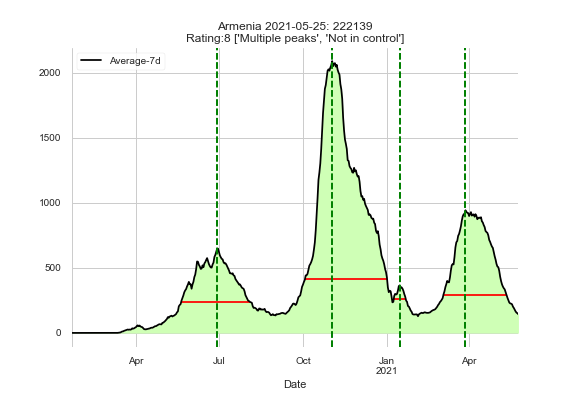 Armenia 2021-05-25: 222139
Rating:8 ['Multiple peaks', 'Not in control']
Average-7d
2000
1500
1000
500
0
Apr Jul Oct Jan Apr
2021
Date